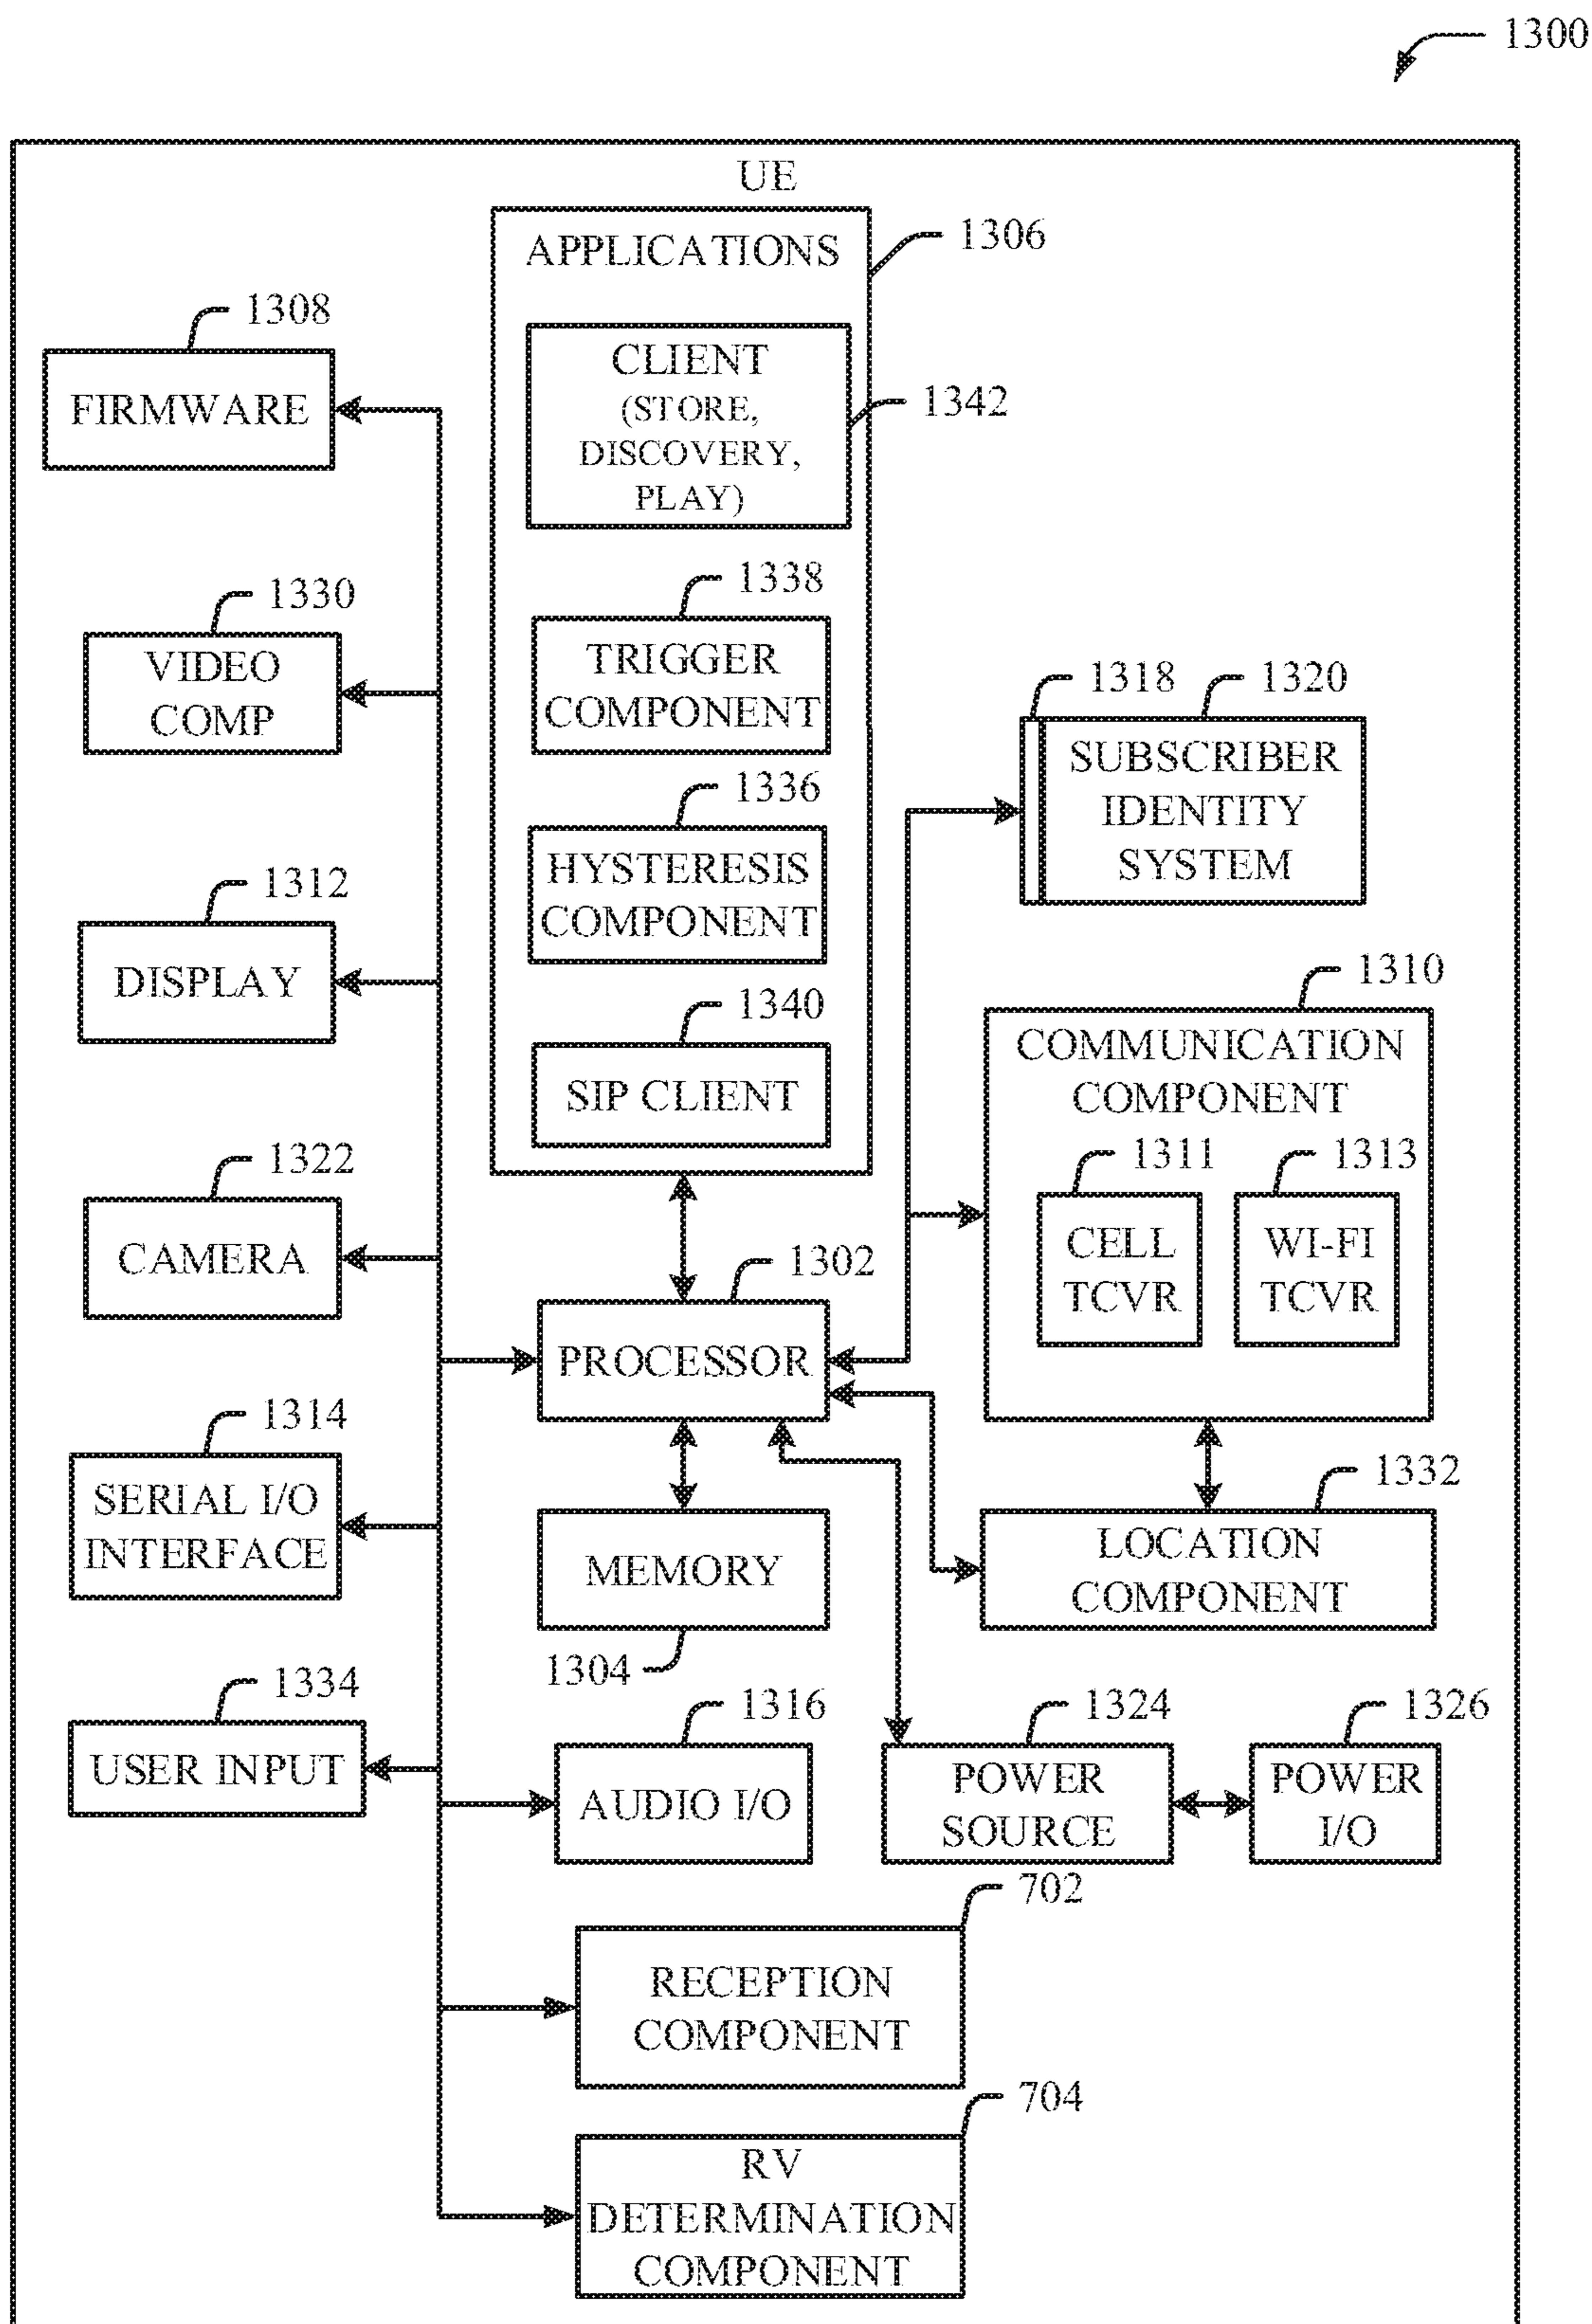 1300
UE
APPLICATIONS
1306
CLIENT
(STORE,
DISCOVERY,
PLAY)
1342
1308
FIRMWARE
1330
VIDEO
COMP
1338
TRIGGER
COMPONENT
1318
1320
SUBSCRIBER
IDENTITY
SYSTEM
1336
HYSTERESIS
COMPONENT
1312
DISPLAY
1340
SIP CLIENT
1310
COMMUNICATION
COMPONENT
1311
CELL
TCVR
1313
WI-FI
TCVR
1322
CAMERA
1302
PROCESSOR
1314
SERIAL I/O
INTERFACE
MEMORY
1304
1332
LOCATION
COMPONENT
1334
USER INPUT
1316
AUDIO I/O
1324
POWER
SOURCE
1326
POWER
I/O
702
RECEPTION
COMPONENT
704
RV
DETERMINATION
COMPONENT